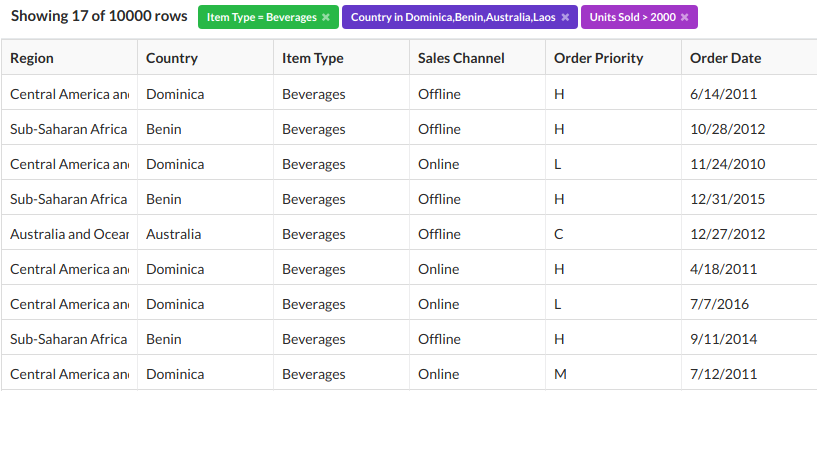 Showing 17 of 10000 rows Item Type = Beverages × Country in Dominica,Benin,Australia,Laos × Units Sold > 2000 ×
Region Country Item Type Sales Channel Order Priority Order Date
Central America an Dominica Beverages Offline H 6/14/2011
Sub-Saharan Africa Benin Beverages Offline H 10/28/2012
Central America an Dominica Beverages Online L 11/24/2010
Sub-Saharan Africa Benin Beverages Offline H 12/31/2015
Australia and Ocear Australia Beverages Offline C 12/27/2012
Central America an Dominica Beverages Online H 4/18/2011
Central America an Dominica Beverages Online L 7/7/2016
Sub-Saharan Africa Benin Beverages Offline H 9/11/2014
Central America an Dominica Beverages Online M 7/12/2011